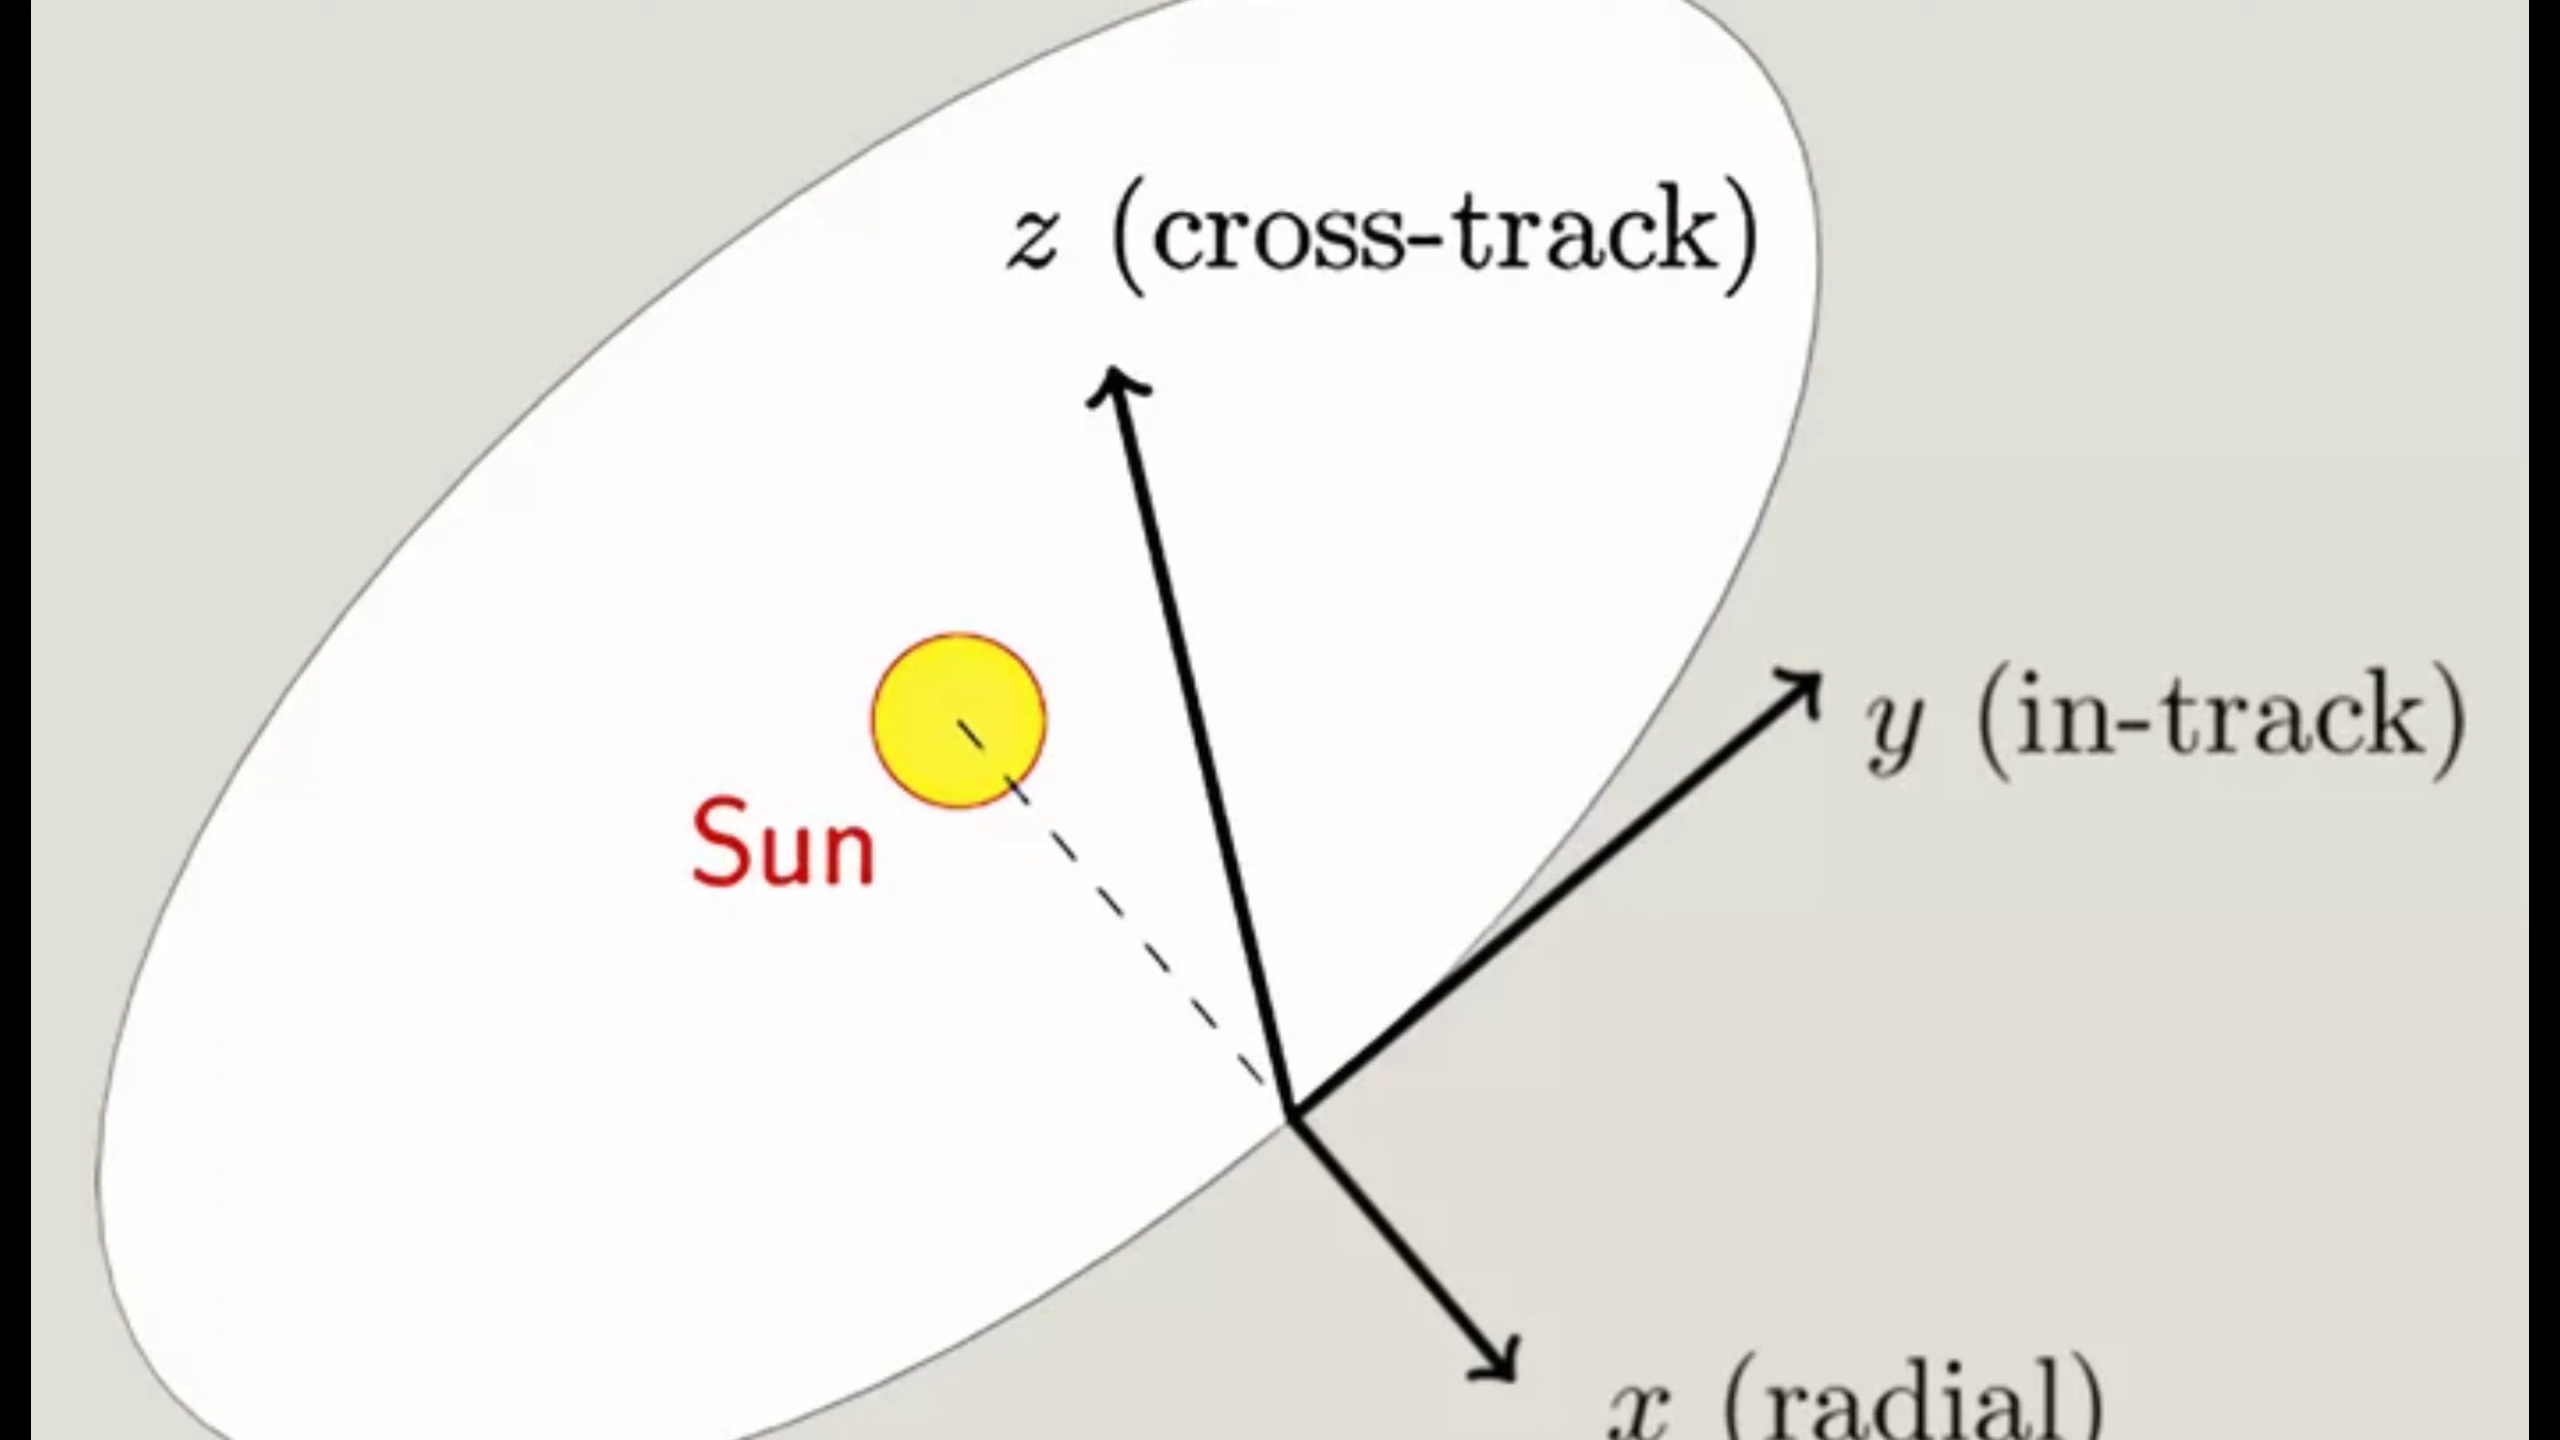 z (cross-track)
y (in-track)
Sun
x (radial)